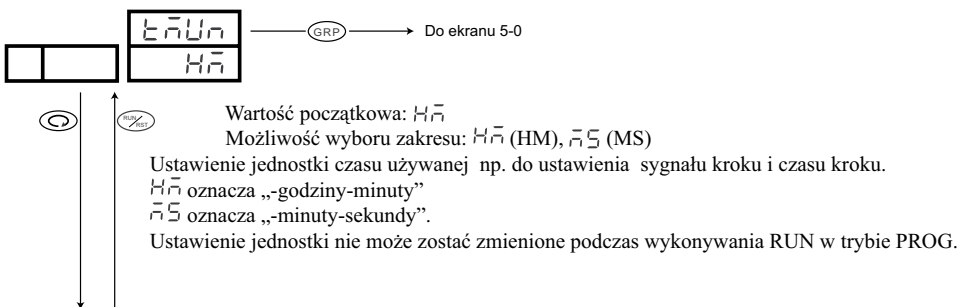 tmUn
GRP Do ekranu 5-0
HM
RUN/RST
Wartość początkowa: HM
Możliwość wyboru zakresu: HM (HM), MS (MS)
Ustawienie jednostki czasu używanej np. do ustawienia sygnału kroku i czasu kroku.
HM oznacza „-godziny-minuty”
MS oznacza „-minuty-sekundy”.
Ustawienie jednostki nie może zostać zmienione podczas wykonywania RUN w trybie PROG.